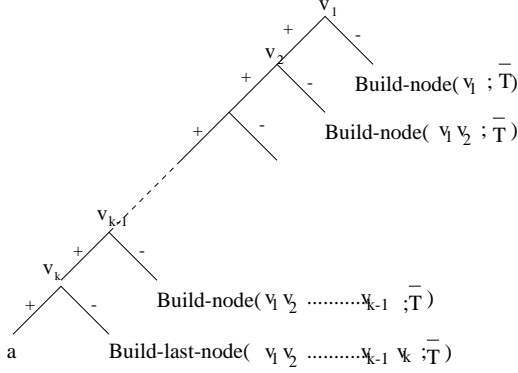 v₁
+ -
v₂
+ -
Build-node( v₁ ; T̅)
+ -
Build-node( v₁ v₂ ; T̅ )
vₖ₋₁
+ -
vₖ
Build-node( v₁ v₂ ..........vₖ₋₁ ;T̅ )
+ -
a Build-last-node( v₁ v₂ ..........vₖ₋₁ vₖ ;T̅ )